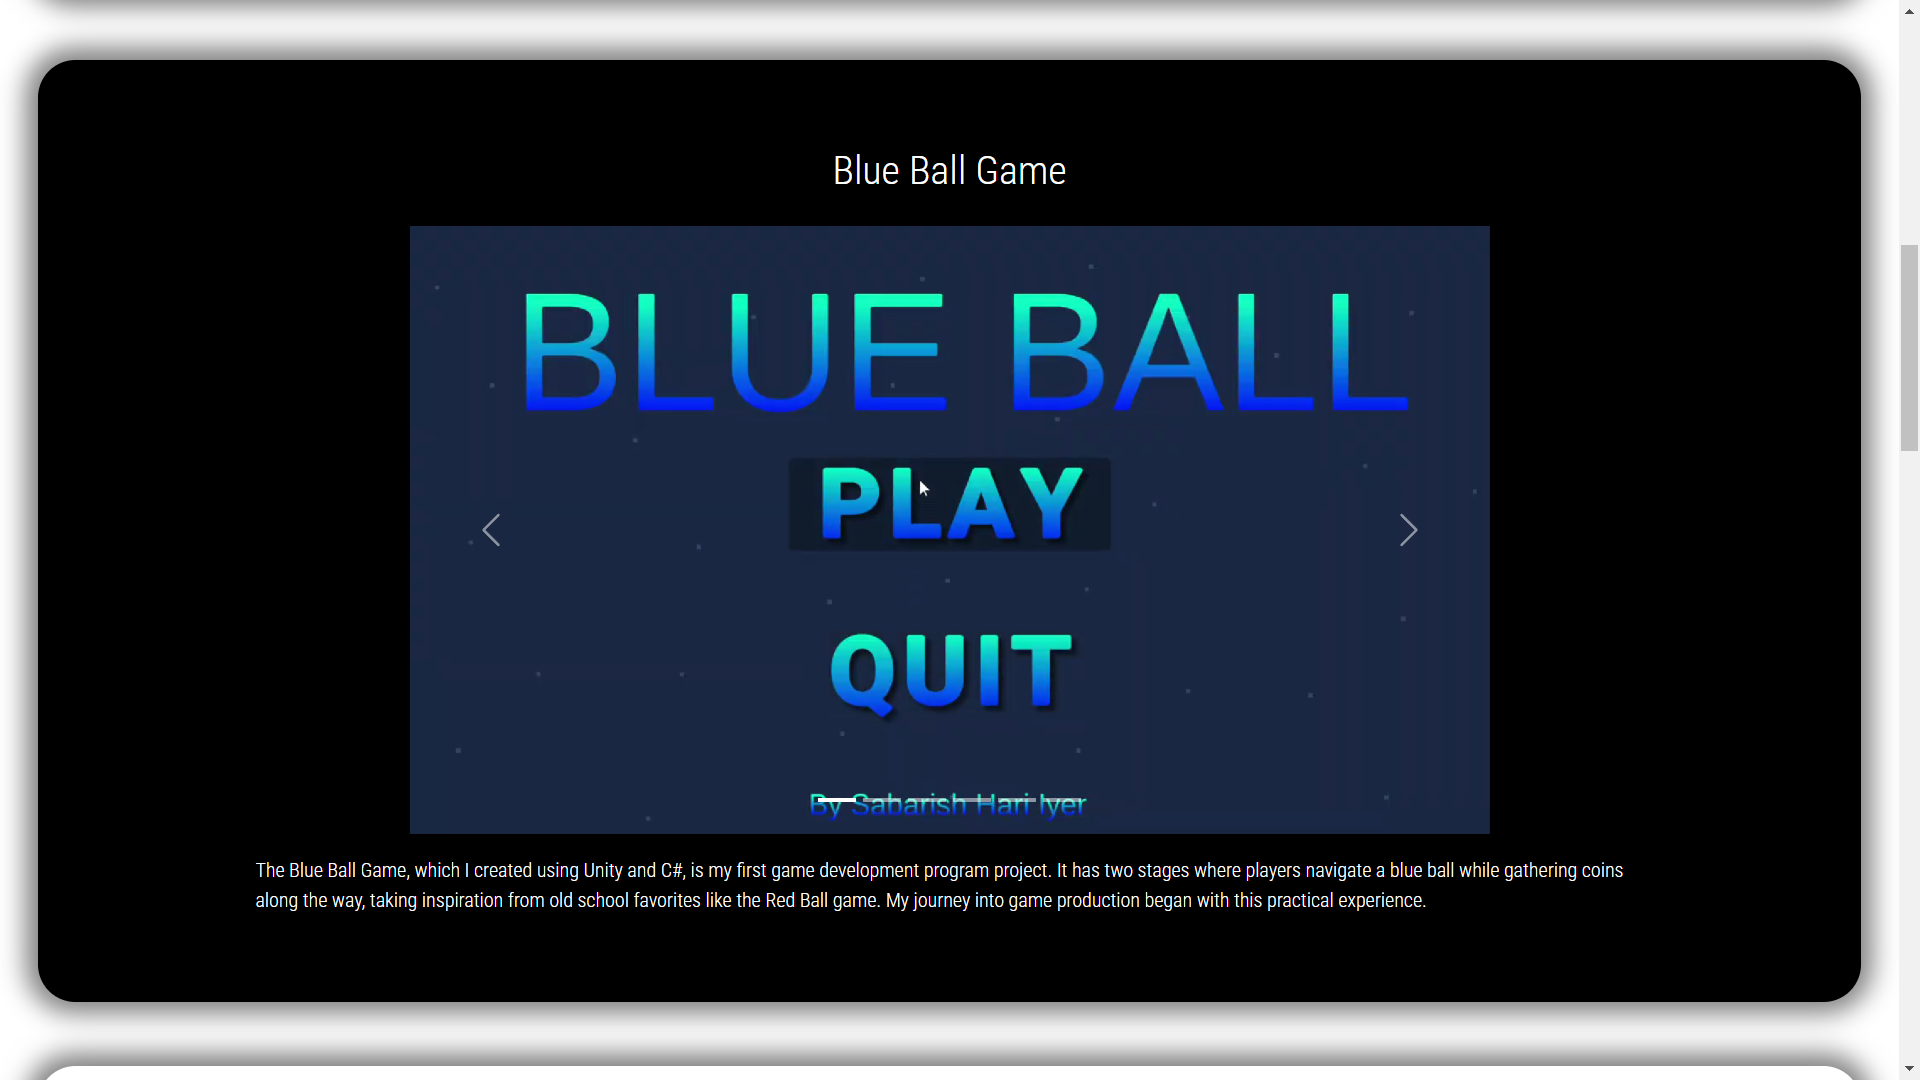 Blue Ball Game
BLUE BALL
PLAY
QUIT
By Sabarish Hari Iyer
The Blue Ball Game, which I created using Unity and C#, is my first game development program project. It has two stages where players navigate a blue ball while gathering coins
along the way, taking inspiration from old school favorites like the Red Ball game. My journey into game production began with this practical experience.